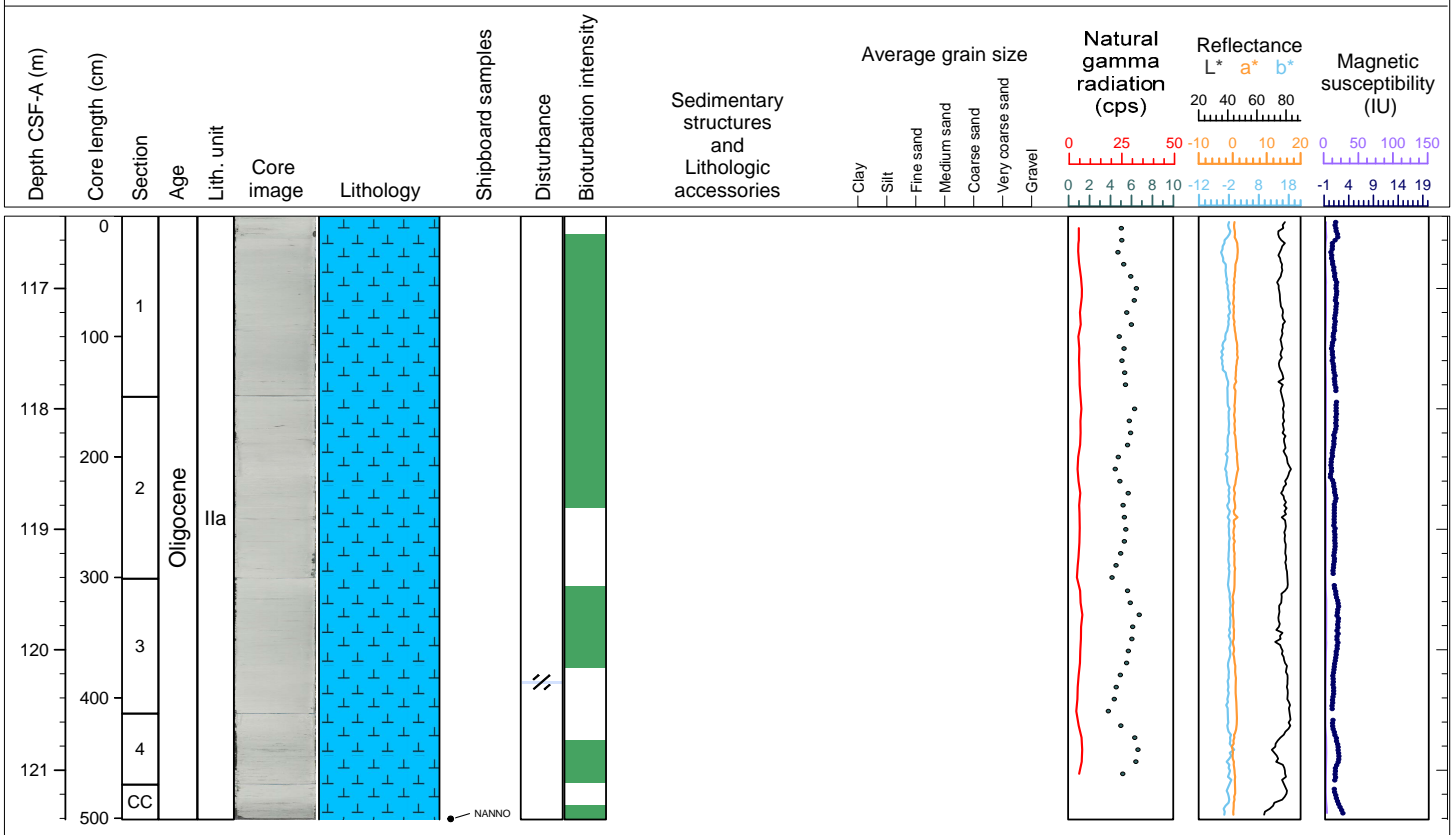 Depth CSF-A (m)
Core length (cm)
Section
Age
Lith. unit
Core
image
Lithology
Shipboard samples
Disturbance
Bioturbation intensity
Sedimentary
structures
and
Lithologic
accessories
Average grain size
Clay
Silt
Fine sand
Medium sand
Coarse sand
Very coarse sand
Gravel
Natural
gamma
radiation
(cps)
0 25 50
0 2 4 6 8 10
Reflectance
L* a* b*
20 40 60 80
-10 0 10 20
-12 -2 8 18
Magnetic
susceptibility
(IU)
0 50 100 150
-1 4 9 14 19
117
118
119
120
121
0
100
200
300
400
500
1
2
3
4
CC
Oligocene
IIa
NANNO